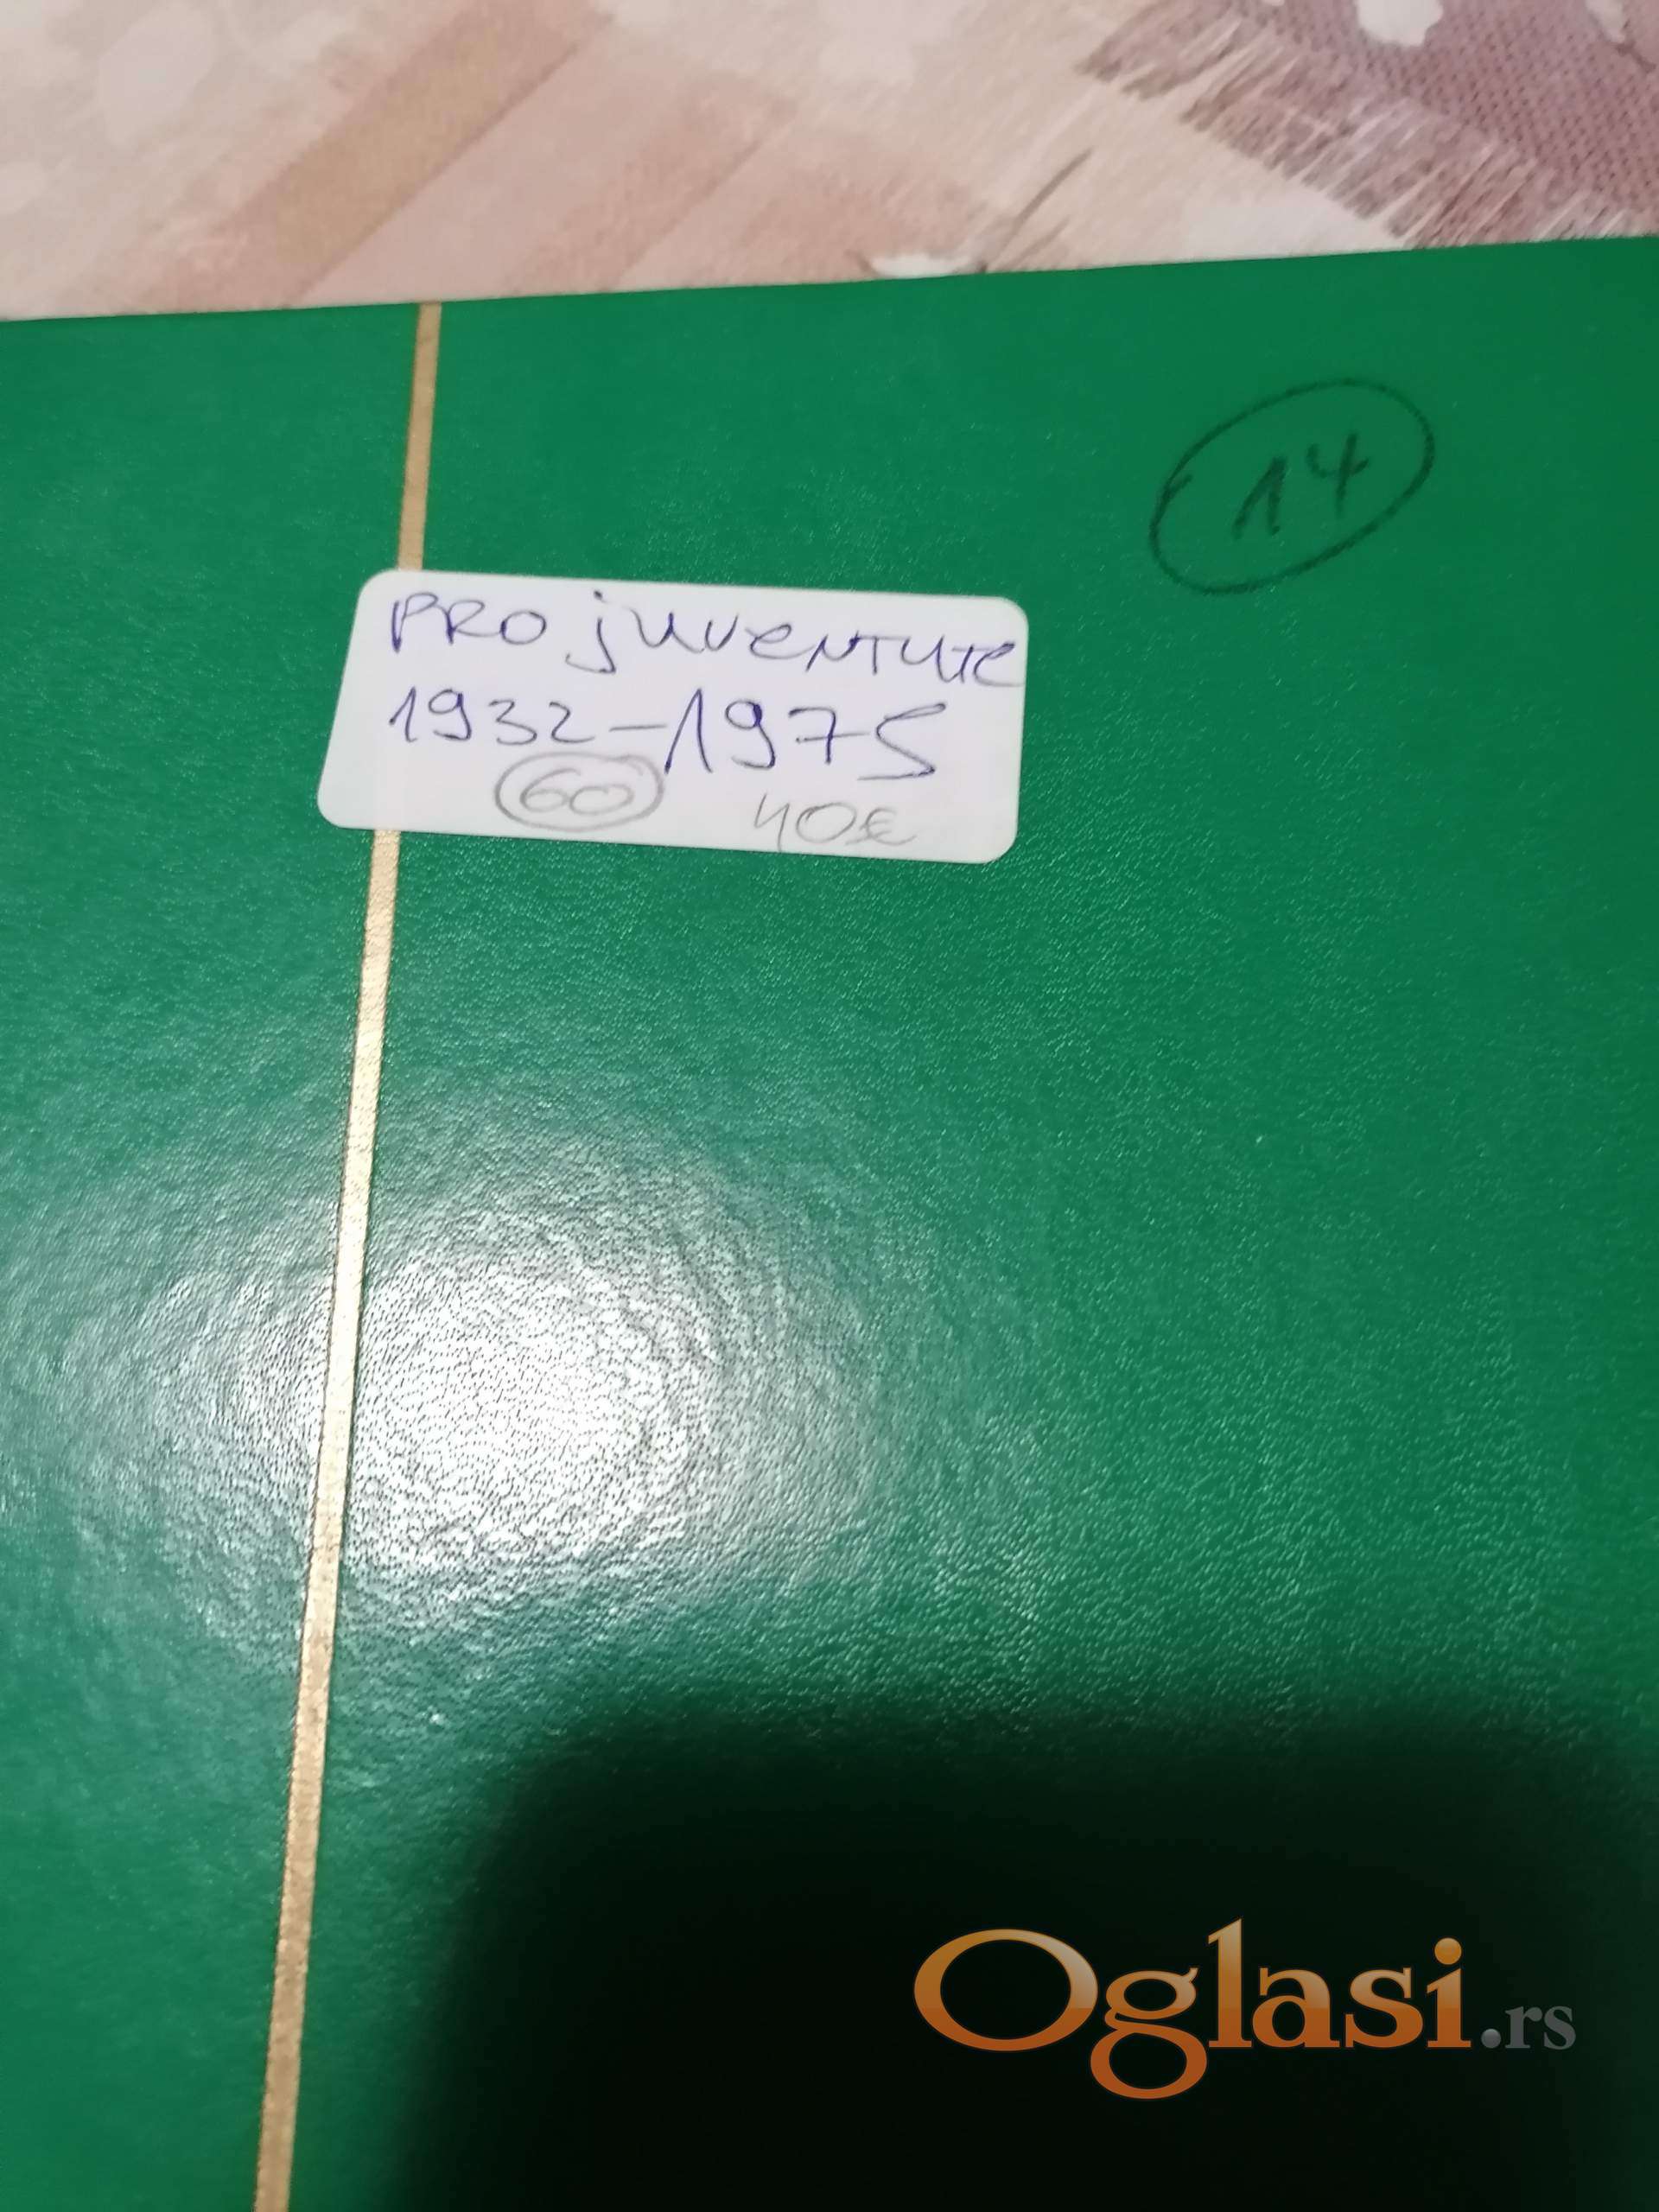 14
PRO juventute
1932-1975
60 40€
Oglasi.rs